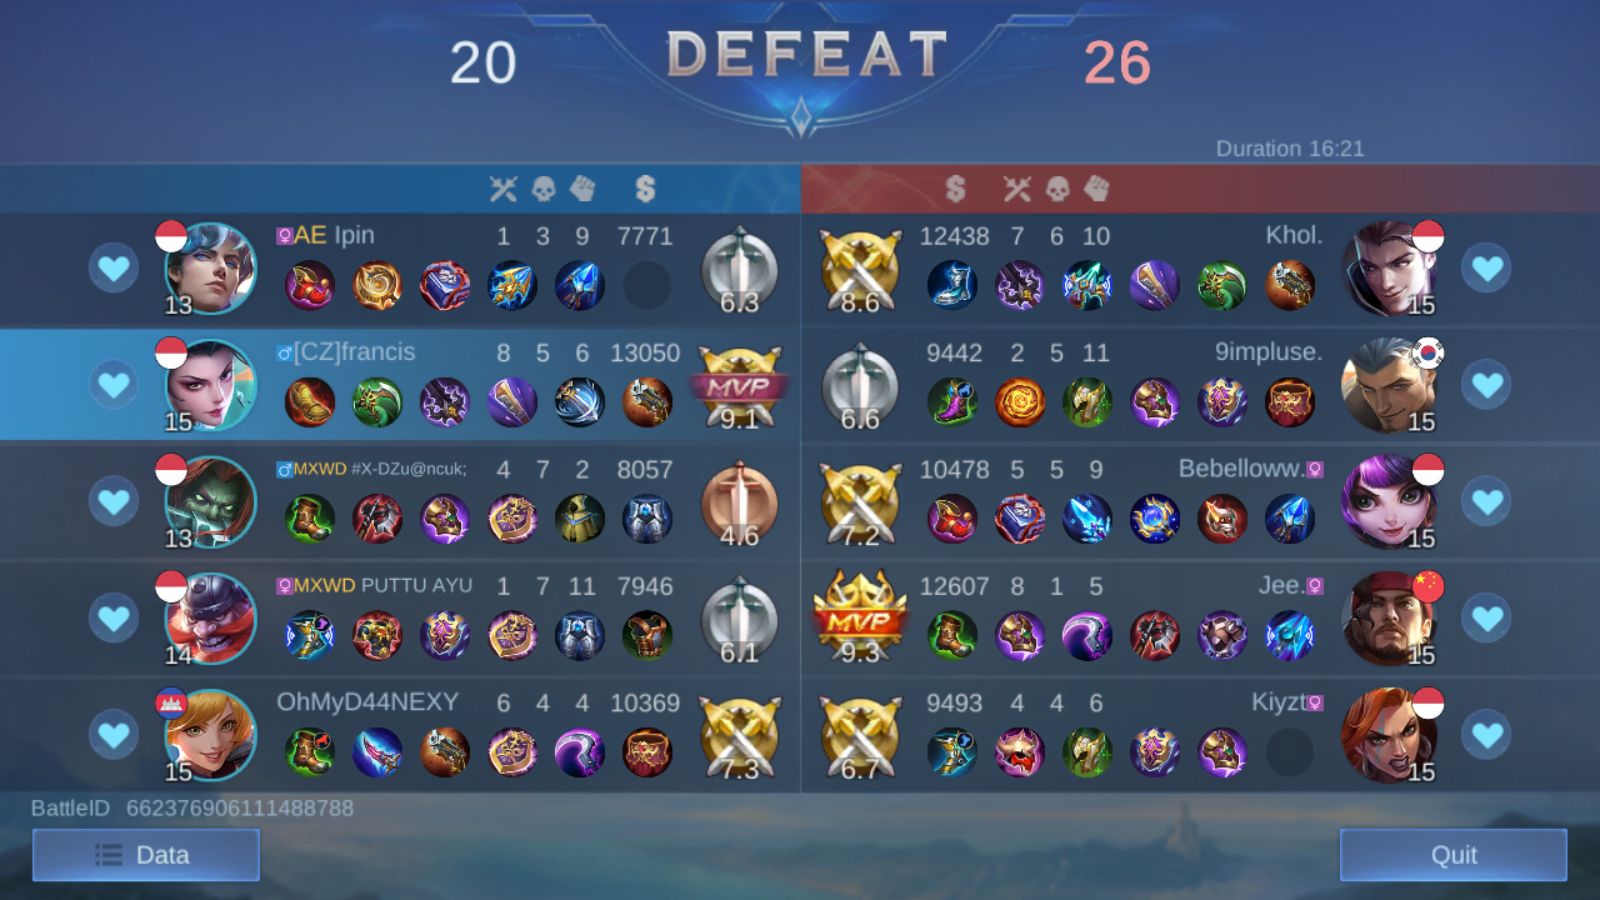 20 DEFEAT 26
Duration 16:21
AE Ipin 1 3 9 7771
13 6.3
12438 7 6 10 Khol.
8.6 15
[CZ]francis 8 5 6 13050
MVP
15 9.1
9442 2 5 11 9impluse.
6.6 15
MXWD #X-DZu@ncuk; 4 7 2 8057
13 4.6
10478 5 5 9 Bebelloww.
7.2 15
MXWD PUTTU AYU 1 7 11 7946
14 6.1
12607 8 1 5 Jee.
MVP
9.3 15
OhMyD44NEXY 6 4 4 10369
15 7.3
9493 4 4 6 Kiyzt
6.7 15
BattleID 662376906111488788
Data
Quit